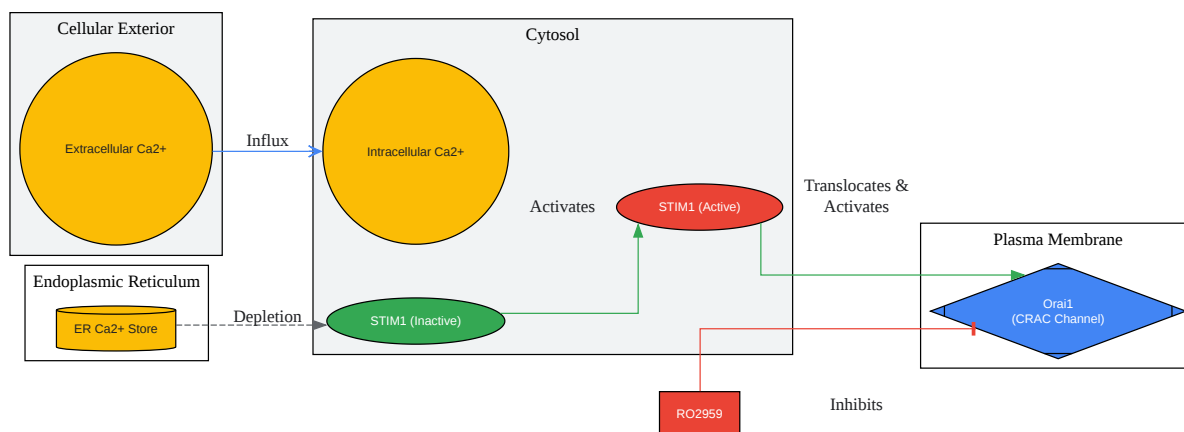 Cellular Exterior
Cytosol
Extracellular Ca2+
Influx
Intracellular Ca2+
Activates
STIM1 (Active)
Translocates &
Activates
Plasma Membrane
Endoplasmic Reticulum
ER Ca2+ Store
Depletion
STIM1 (Inactive)
Orai1
(CRAC Channel)
RO2959
Inhibits